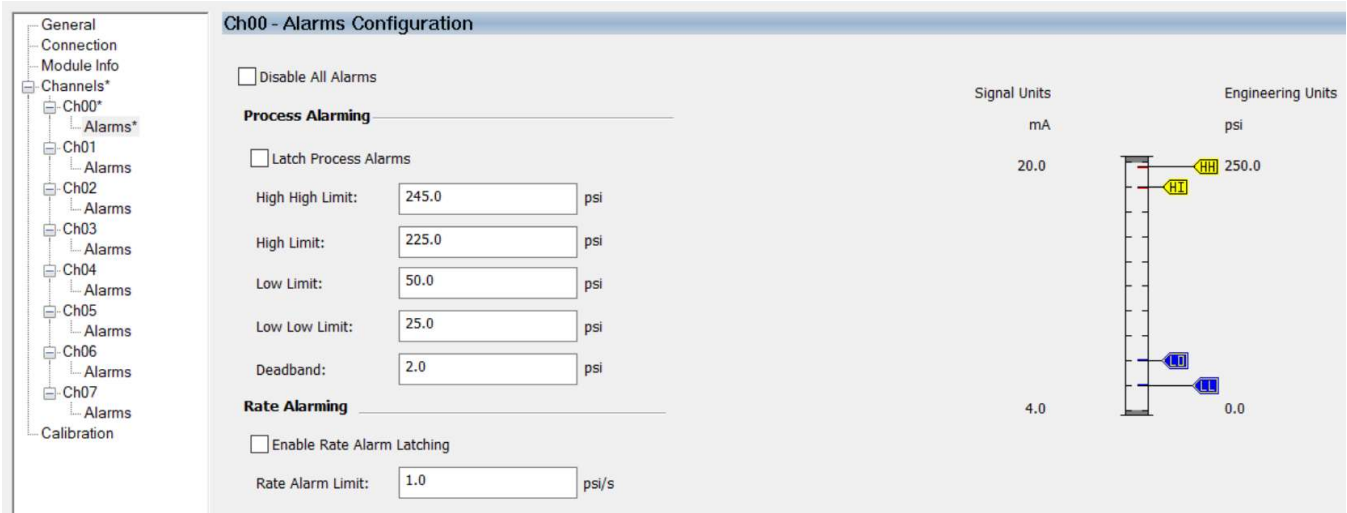 General
Connection
Module Info
Channels*
Ch00*
Alarms*
Ch01
Alarms
Ch02
Alarms
Ch03
Alarms
Ch04
Alarms
Ch05
Alarms
Ch06
Alarms
Ch07
Alarms
Calibration
Ch00 - Alarms Configuration
Disable All Alarms
Process Alarming
Latch Process Alarms
High High Limit: 245.0 psi
High Limit: 225.0 psi
Low Limit: 50.0 psi
Low Low Limit: 25.0 psi
Deadband: 2.0 psi
Rate Alarming
Enable Rate Alarm Latching
Rate Alarm Limit: 1.0 psi/s
Signal Units Engineering Units
mA psi
20.0 HH 250.0
HI
LO
LL
4.0 0.0